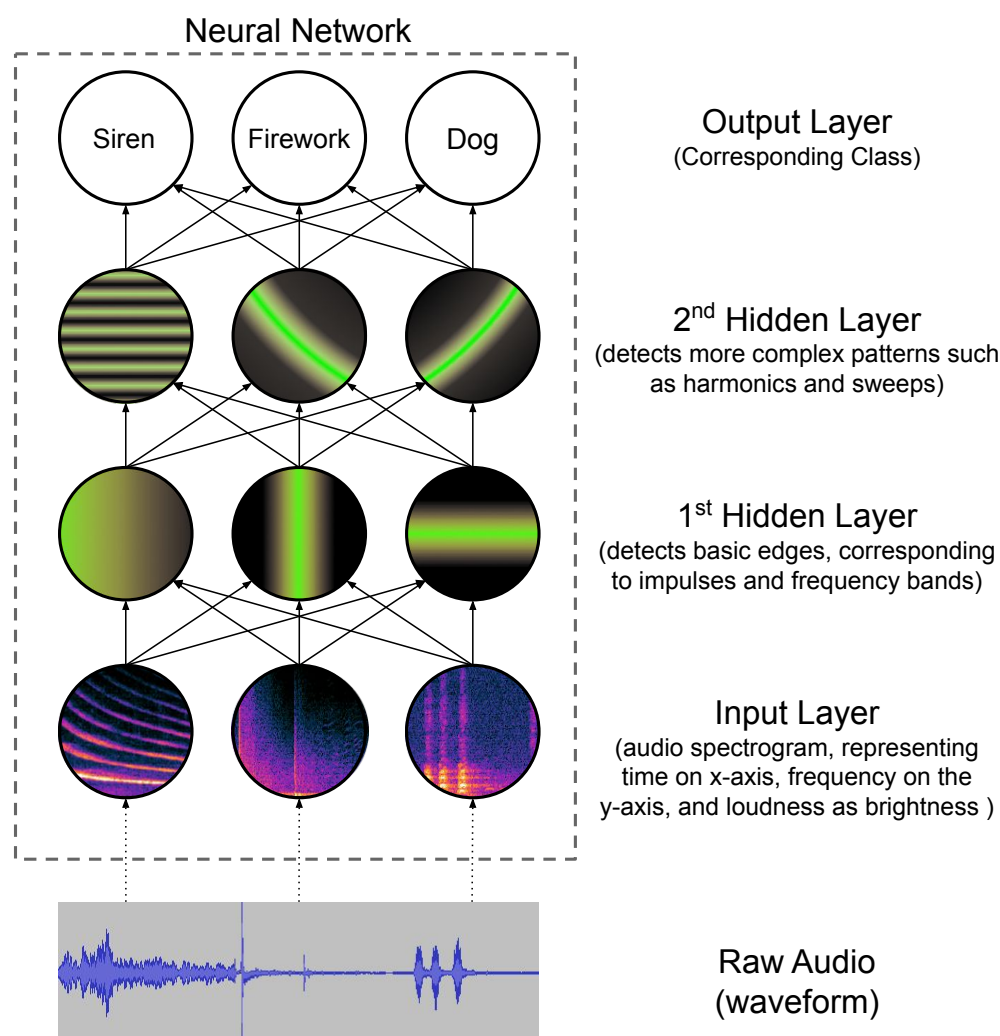 Neural Network
Siren
Firework
Dog
Output Layer
(Corresponding Class)
2nd Hidden Layer
(detects more complex patterns such
as harmonics and sweeps)
1st Hidden Layer
(detects basic edges, corresponding
to impulses and frequency bands)
Input Layer
(audio spectrogram, representing
time on x-axis, frequency on the
y-axis, and loudness as brightness )
Raw Audio
(waveform)